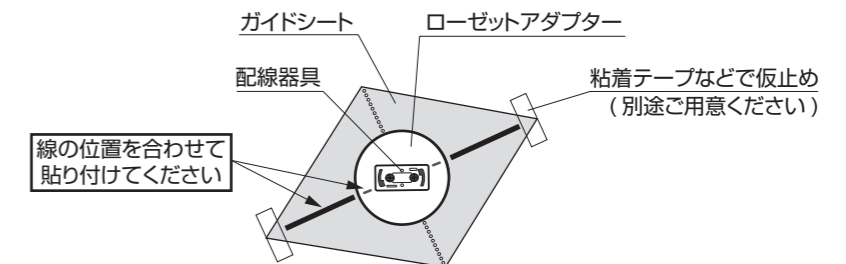 ガイドシート
ローゼットアダプター
配線器具
粘着テープなどで仮止め
(別途ご用意ください)
線の位置を合わせて
貼り付けてください